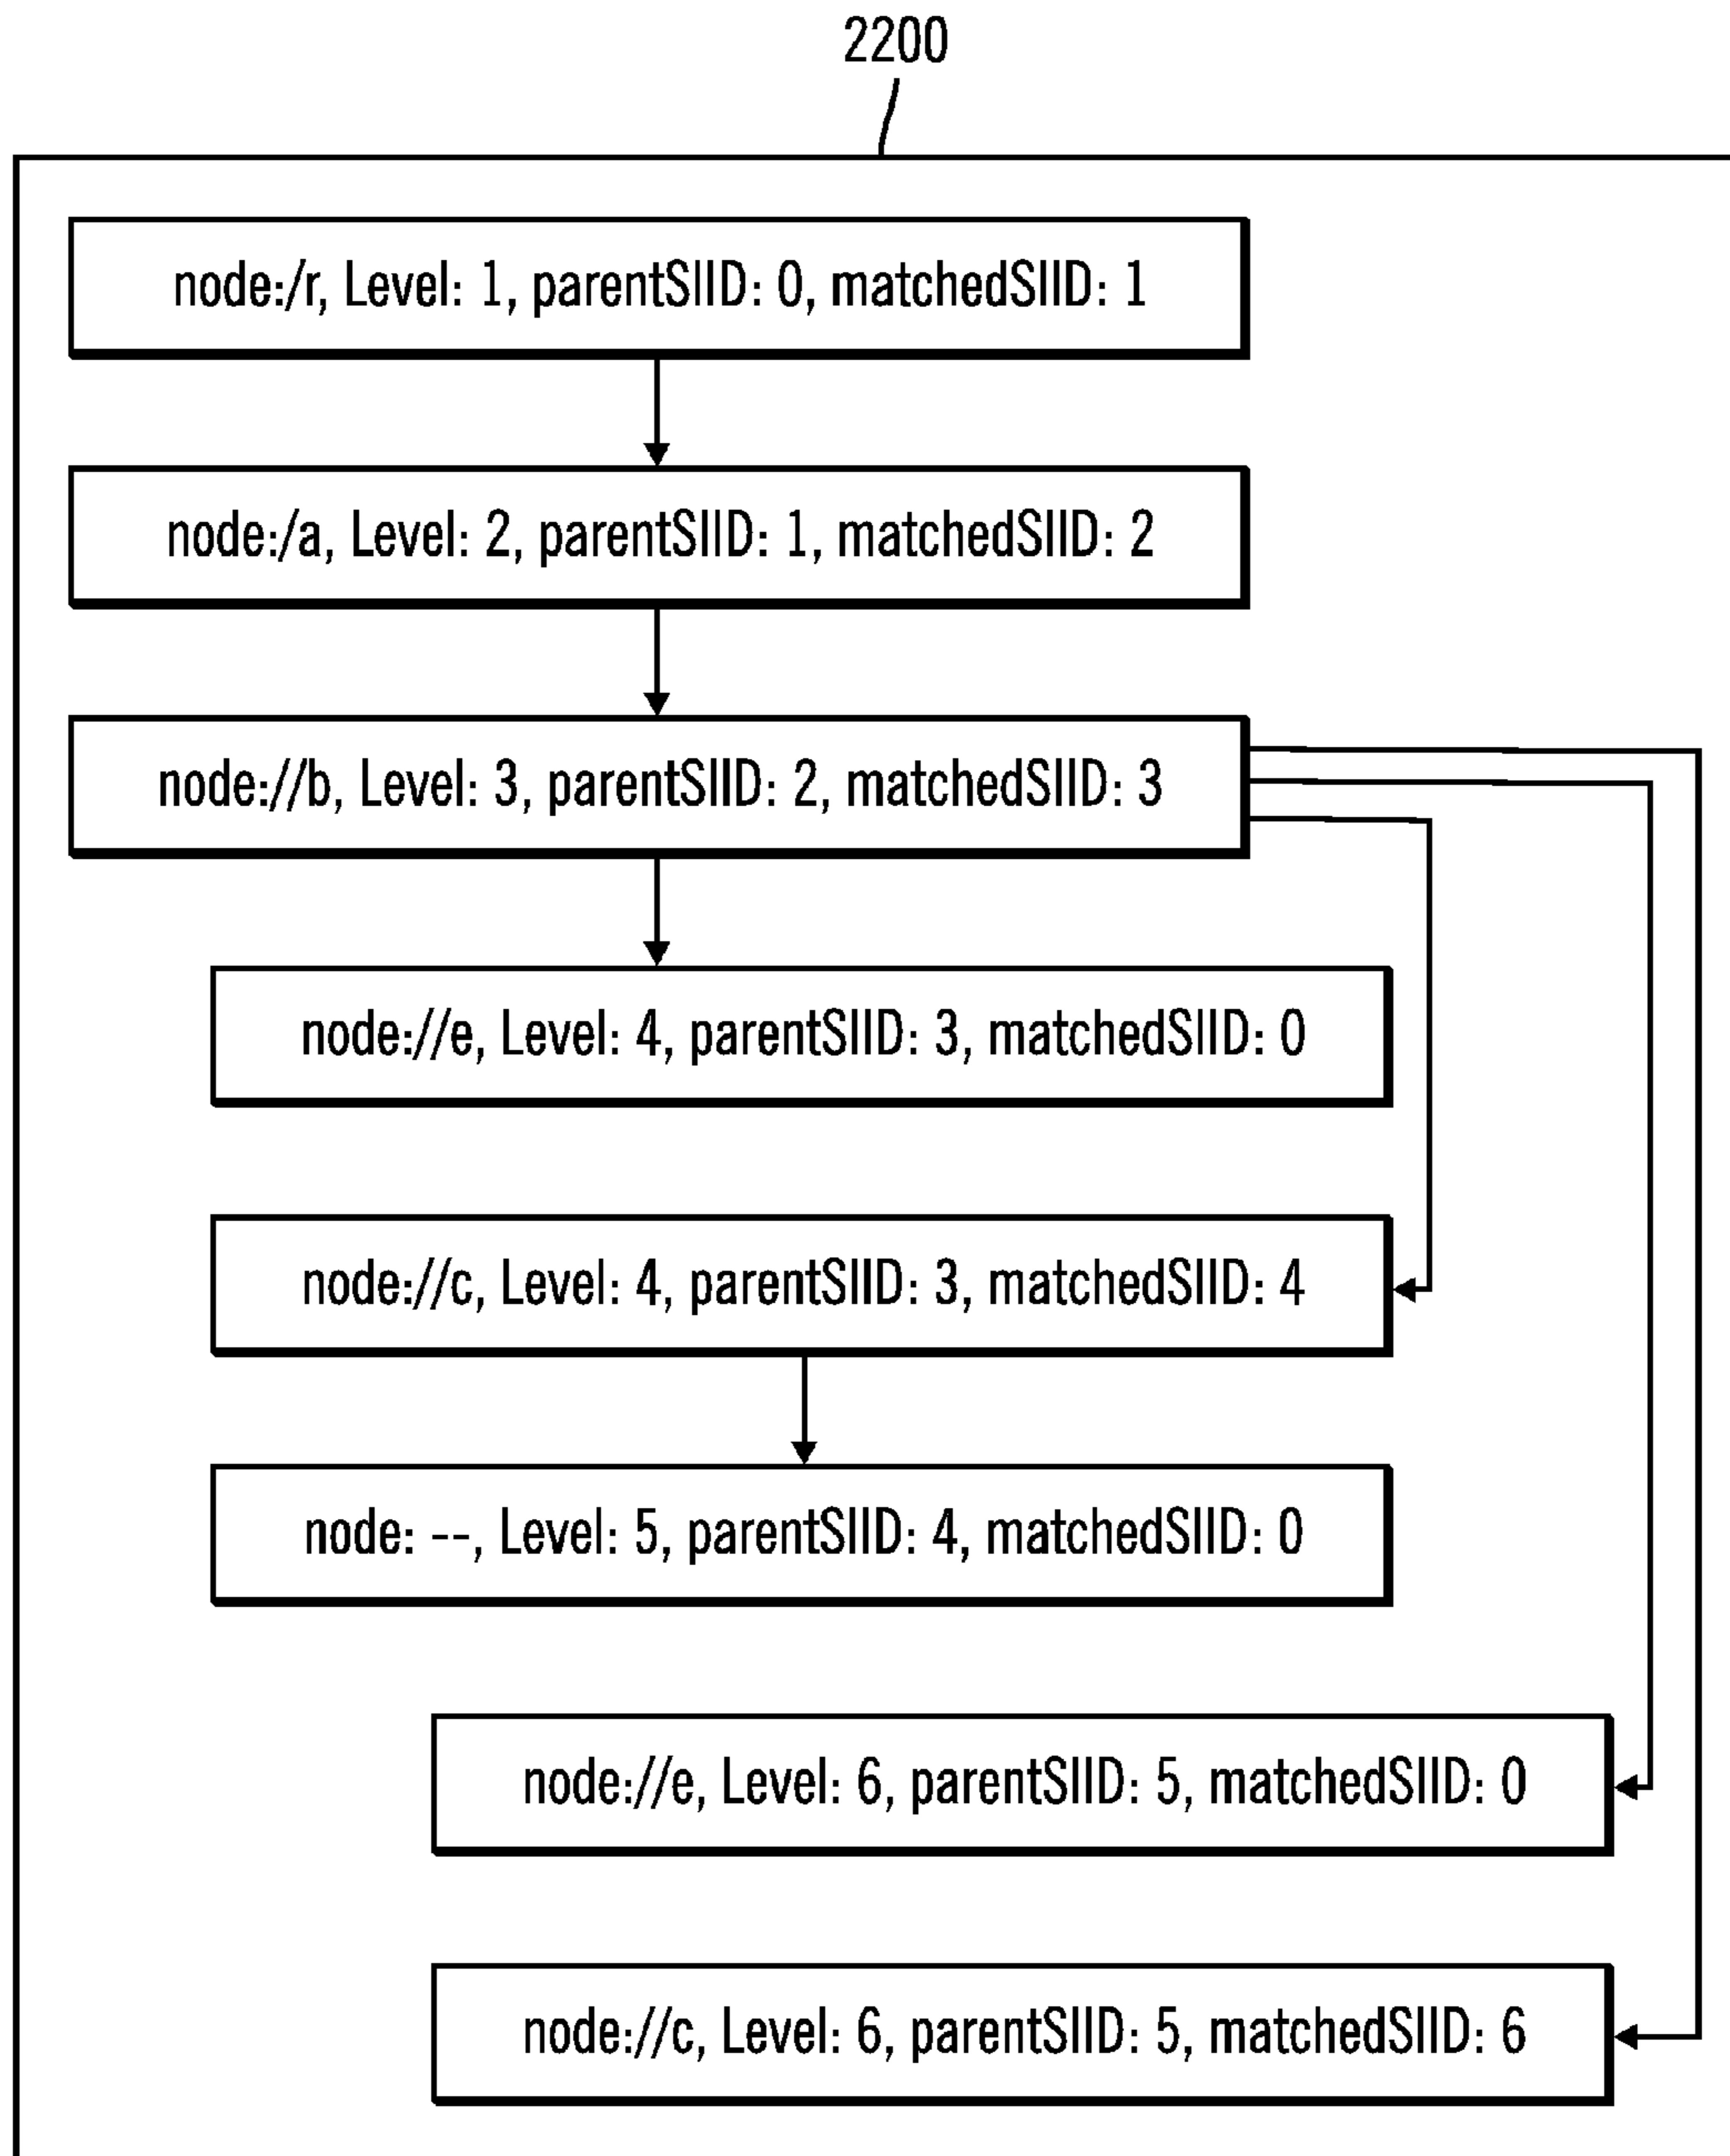 2200
node:/r, Level: 1, parentSIID: 0, matchedSIID: 1
node:/a, Level: 2, parentSIID: 1, matchedSIID: 2
node://b, Level: 3, parentSIID: 2, matchedSIID: 3
node://e, Level: 4, parentSIID: 3, matchedSIID: 0
node://c, Level: 4, parentSIID: 3, matchedSIID: 4
node: --, Level: 5, parentSIID: 4, matchedSIID: 0
node://e, Level: 6, parentSIID: 5, matchedSIID: 0
node://c, Level: 6, parentSIID: 5, matchedSIID: 6